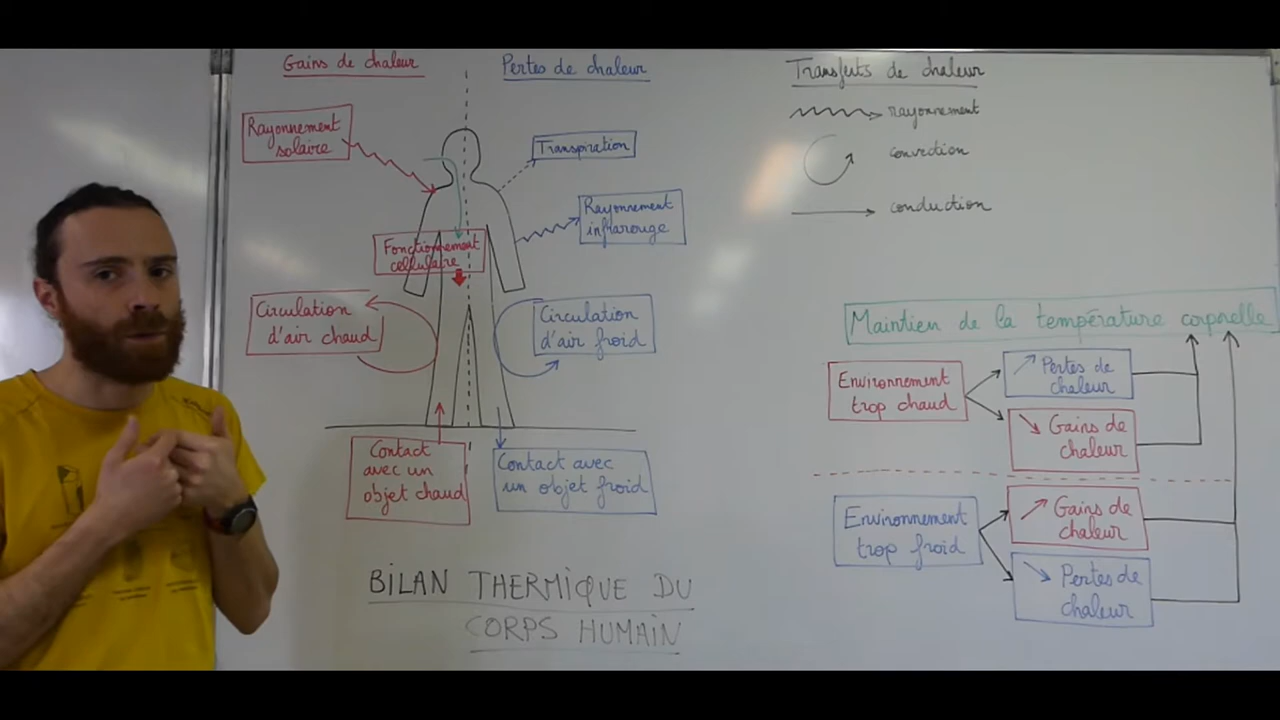 Gains de chaleur
Pertes de chaleur
Rayonnement
solaire
Transpiration
Rayonnement
infrarouge
Fonctionnement
cellulaire
Circulation
d'air chaud
Circulation
d'air froid
Contact
avec un
objet chaud
Contact avec
un objet froid
BILAN THERMIQUE DU
CORPS HUMAIN
Transferts de chaleur
rayonnement
convection
conduction
Maintien de la température corporelle
Environnement
trop chaud
Pertes de
chaleur
Gains de
chaleur
Environnement
trop froid
Gains de
chaleur
Pertes de
chaleur